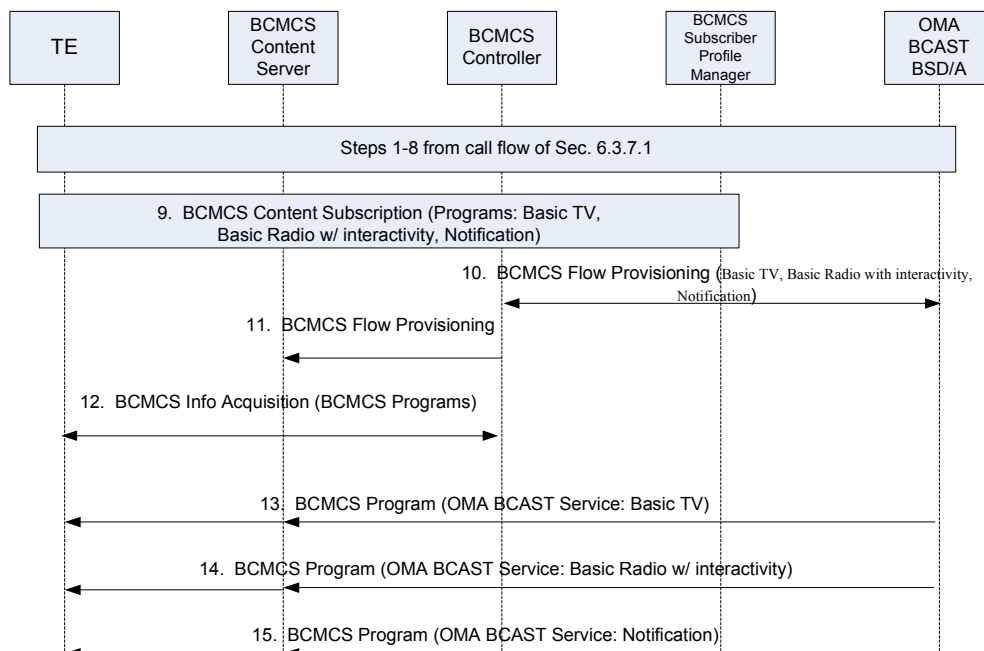 TE
BCMCS
Content
Server
BCMCS
Controller
BCMCS
Subscriber
Profile
Manager
OMA
BCAST
BSD/A
Steps 1-8 from call flow of Sec. 6.3.7.1
9. BCMCS Content Subscription (Programs: Basic TV,
Basic Radio w/ interactivity, Notification)
10. BCMCS Flow Provisioning (Basic TV, Basic Radio with interactivity,
Notification)
11. BCMCS Flow Provisioning
12. BCMCS Info Acquisition (BCMCS Programs)
13. BCMCS Program (OMA BCAST Service: Basic TV)
14. BCMCS Program (OMA BCAST Service: Basic Radio w/ interactivity)
15. BCMCS Program (OMA BCAST Service: Notification)